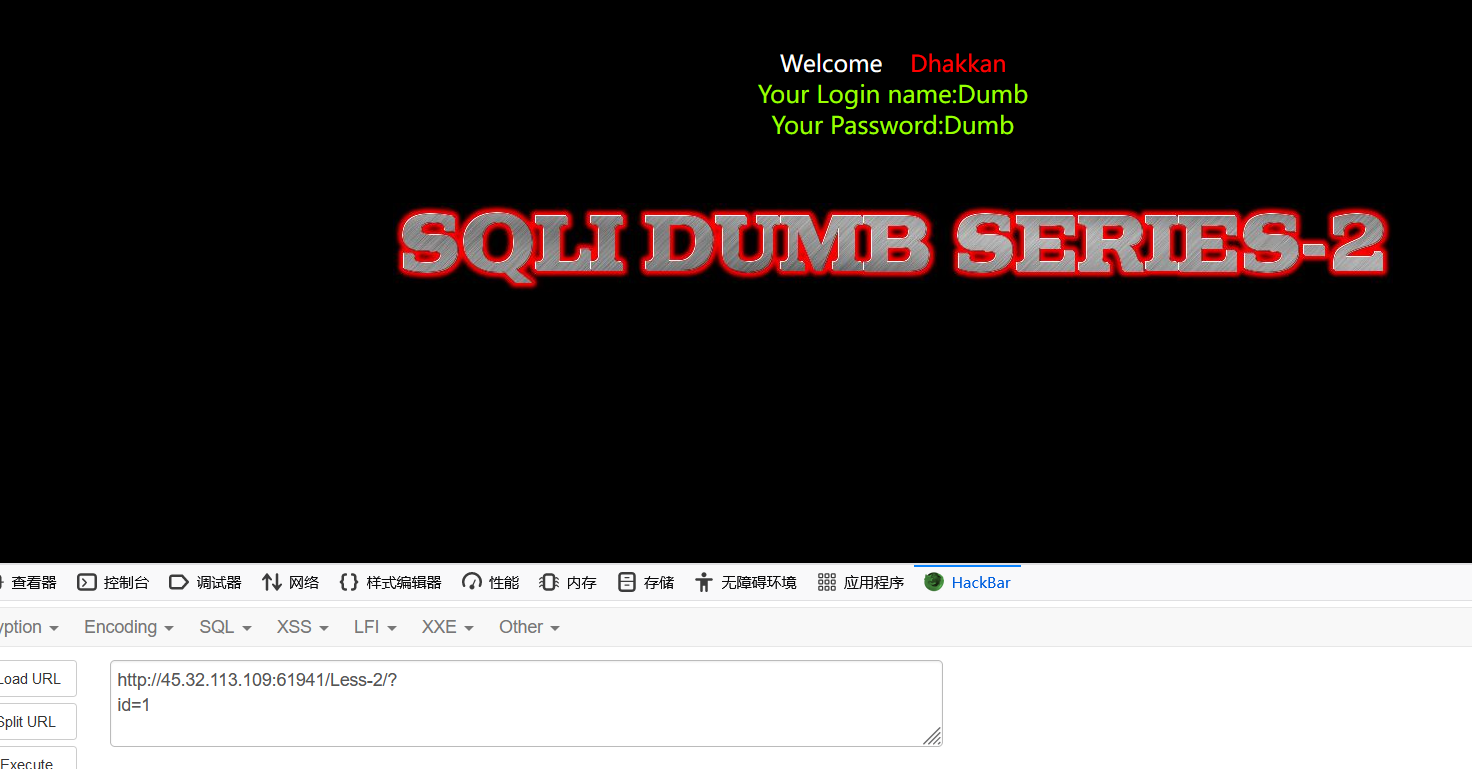 Welcome Dhakkan
Your Login name:Dumb
Your Password:Dumb
SQLI DUMB SERIES-2
查看器 控制台 调试器 网络 样式编辑器 性能 内存 存储 无障碍环境 应用程序 HackBar
yption Encoding SQL XSS LFI XXE Other
Load URL
http://45.32.113.109:61941/Less-2/?
id=1
Split URL
Execute